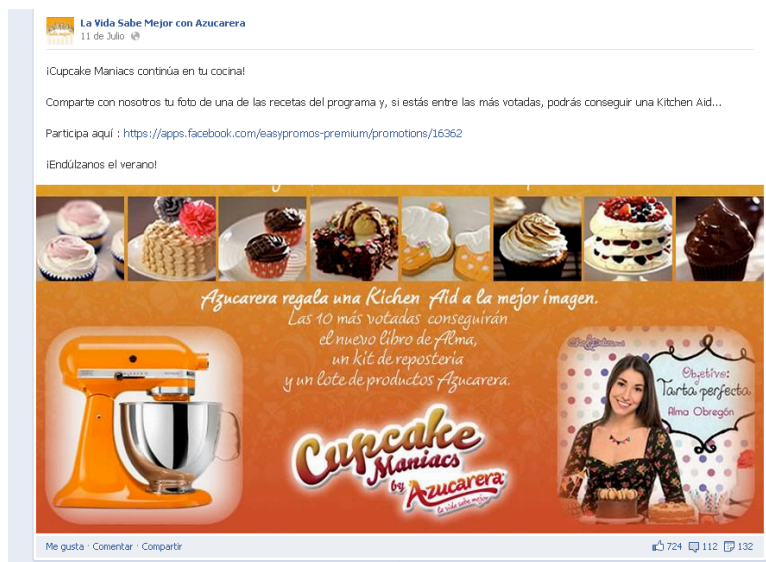 La Vida Sabe Mejor con Azucarera
11 de Julio
¡Cupcake Maniacs continúa en tu cocina!
Comparte con nosotros tu foto de una de las recetas del programa y, si estás entre las más votadas, podrás conseguir una Kitchen Aid...
Participa aquí : https://apps.facebook.com/easypromos-premium/promotions/16362
¡Endúlzanos el verano!
Azucarera regala una Kichen Aid a la mejor imagen.
Las 10 más votadas conseguirán
el nuevo libro de Alma,
un kit de repostería
y un lote de productos Azucarera.
Objetivo:
Tarta perfecta
Alma Obregón
Cupcake
Maniacs
by Azucarera
la vida sabe mejor
Me gusta · Comentar · Compartir
724 112 132